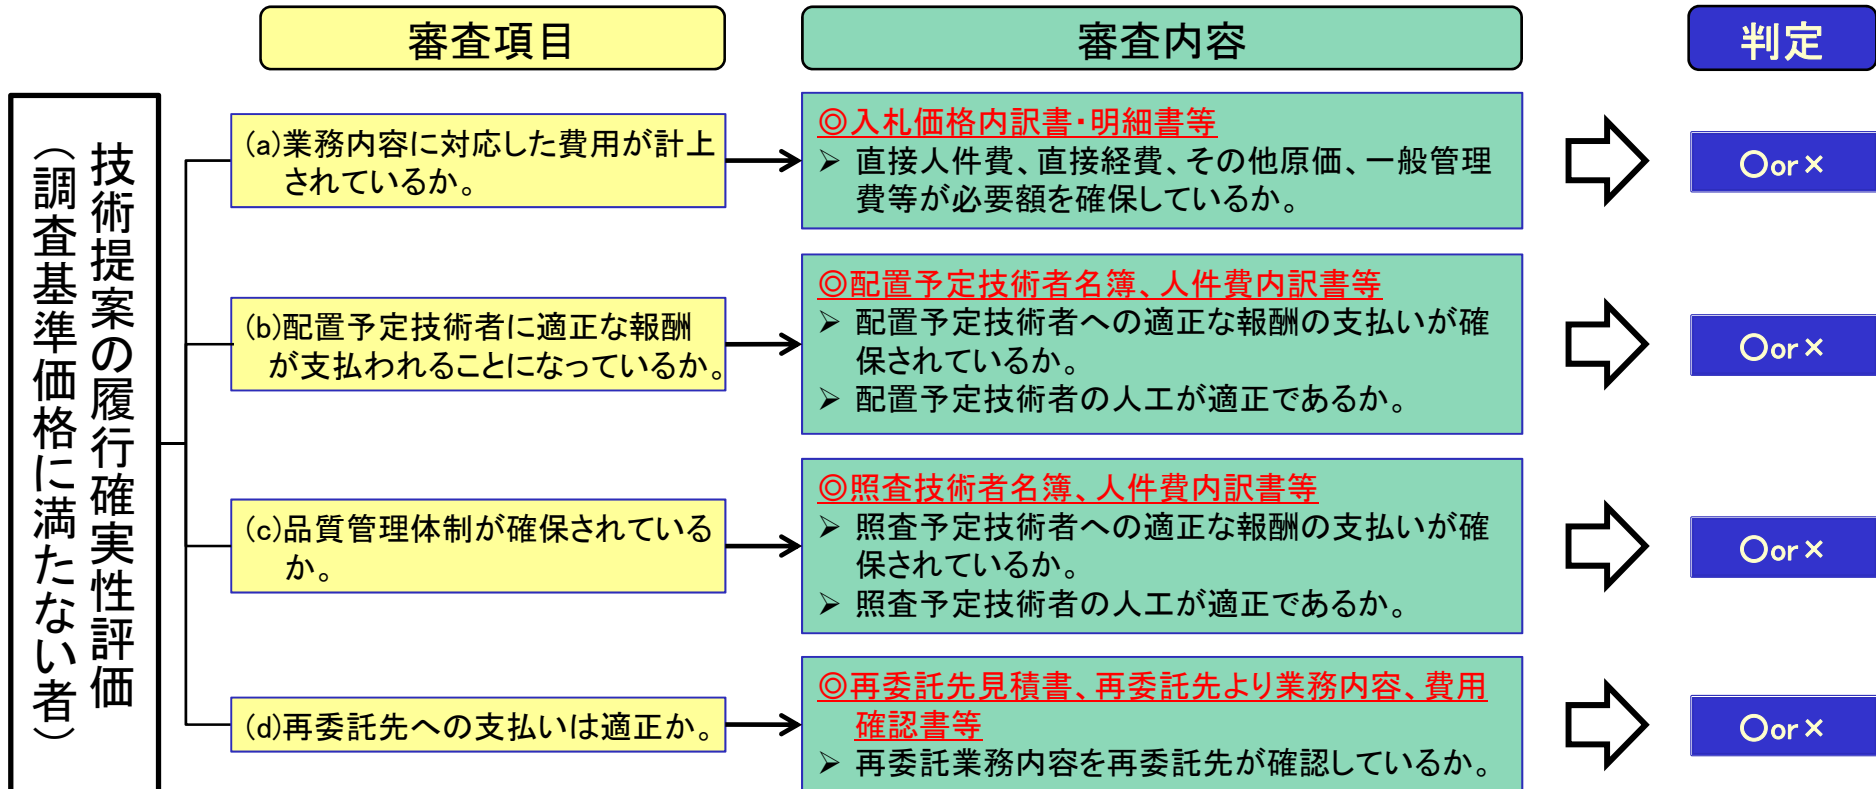 審査項目
審査内容
判定
技術提案の履行確実性評価
（調査基準価格に満たない者）
(a)業務内容に対応した費用が計上
されているか。
◎入札価格内訳書・明細書等
➢ 直接人件費、直接経費、その他原価、一般管理
費等が必要額を確保しているか。
〇or×
(b)配置予定技術者に適正な報酬
が支払われることになっているか。
◎配置予定技術者名簿、人件費内訳書等
➢ 配置予定技術者への適正な報酬の支払いが確
保されているか。
➢ 配置予定技術者の人工が適正であるか。
〇or×
(c)品質管理体制が確保されている
か。
◎照査技術者名簿、人件費内訳書等
➢ 照査予定技術者への適正な報酬の支払いが確
保されているか。
➢ 照査予定技術者の人工が適正であるか。
〇or×
(d)再委託先への支払いは適正か。
◎再委託先見積書、再委託先より業務内容、費用
確認書等
➢ 再委託業務内容を再委託先が確認しているか。
〇or×